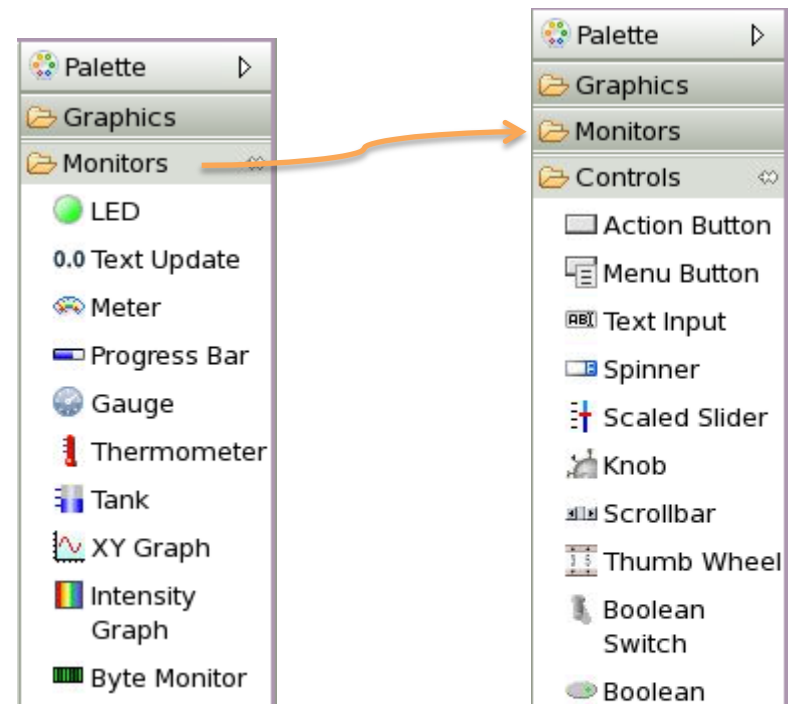 Palette
Graphics
Monitors
LED
0.0 Text Update
Meter
Progress Bar
Gauge
Thermometer
Tank
XY Graph
Intensity
Graph
Byte Monitor
Palette
Graphics
Monitors
Controls
Action Button
Menu Button
ABI Text Input
Spinner
Scaled Slider
Knob
Scrollbar
Thumb Wheel
Boolean
Switch
Boolean